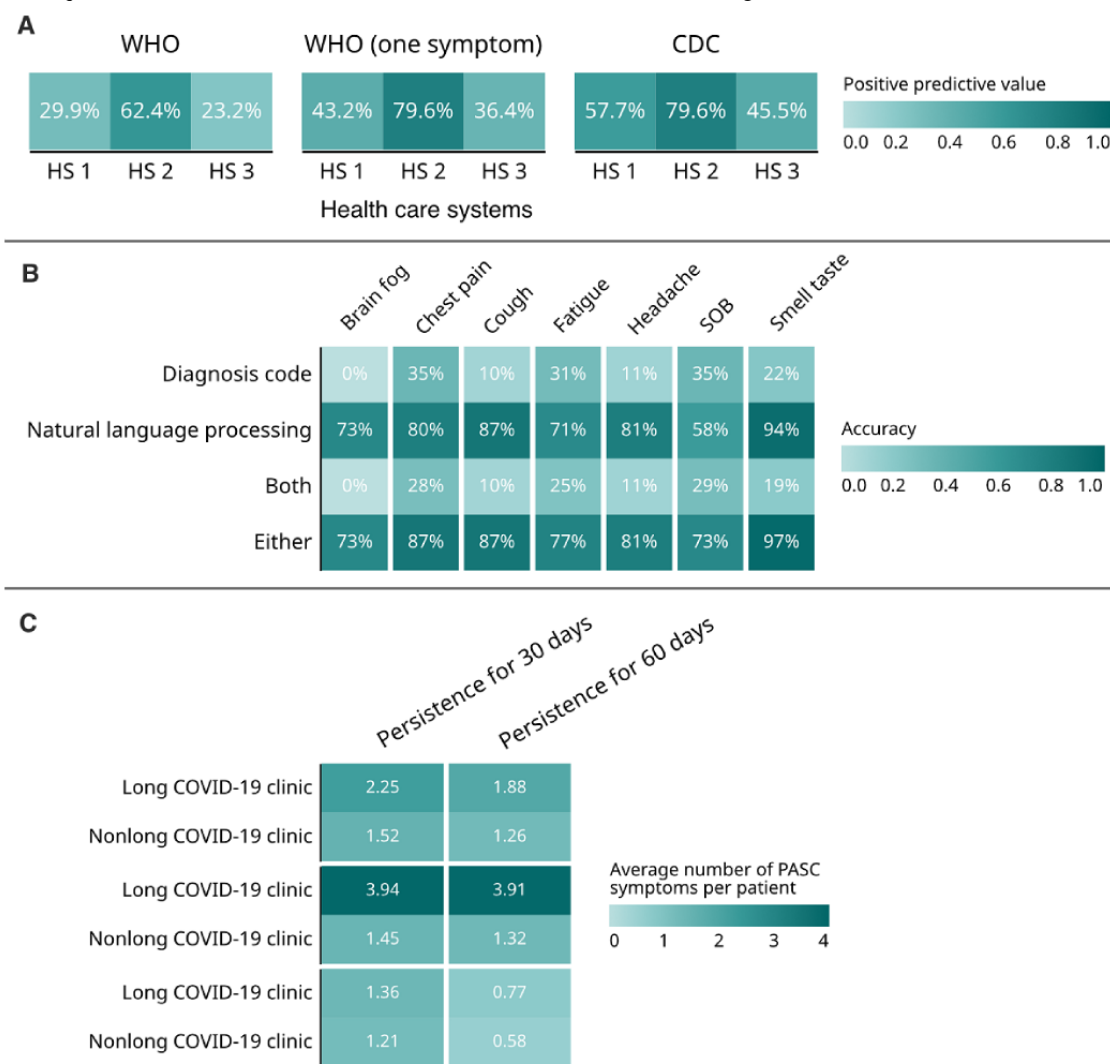 A
WHO
WHO (one symptom)
CDC
29.9% 62.4% 23.2%
43.2% 79.6% 36.4%
57.7% 79.6% 45.5%
HS 1 HS 2 HS 3
HS 1 HS 2 HS 3
HS 1 HS 2 HS 3
Health care systems
Positive predictive value
0.0 0.2 0.4 0.6 0.8 1.0
B
Brain fog
Chest pain
Cough
Fatigue
Headache
SOB
Smell taste
Diagnosis code 0% 35% 10% 31% 11% 35% 22%
Natural language processing 73% 80% 87% 71% 81% 58% 94%
Both 0% 28% 10% 25% 11% 29% 19%
Either 73% 87% 87% 77% 81% 73% 97%
Accuracy
0.0 0.2 0.4 0.6 0.8 1.0
C
Persistence for 30 days
Persistence for 60 days
Long COVID-19 clinic 2.25 1.88
Nonlong COVID-19 clinic 1.52 1.26
Long COVID-19 clinic 3.94 3.91
Nonlong COVID-19 clinic 1.45 1.32
Long COVID-19 clinic 1.36 0.77
Nonlong COVID-19 clinic 1.21 0.58
Average number of PASC
symptoms per patient
0 1 2 3 4